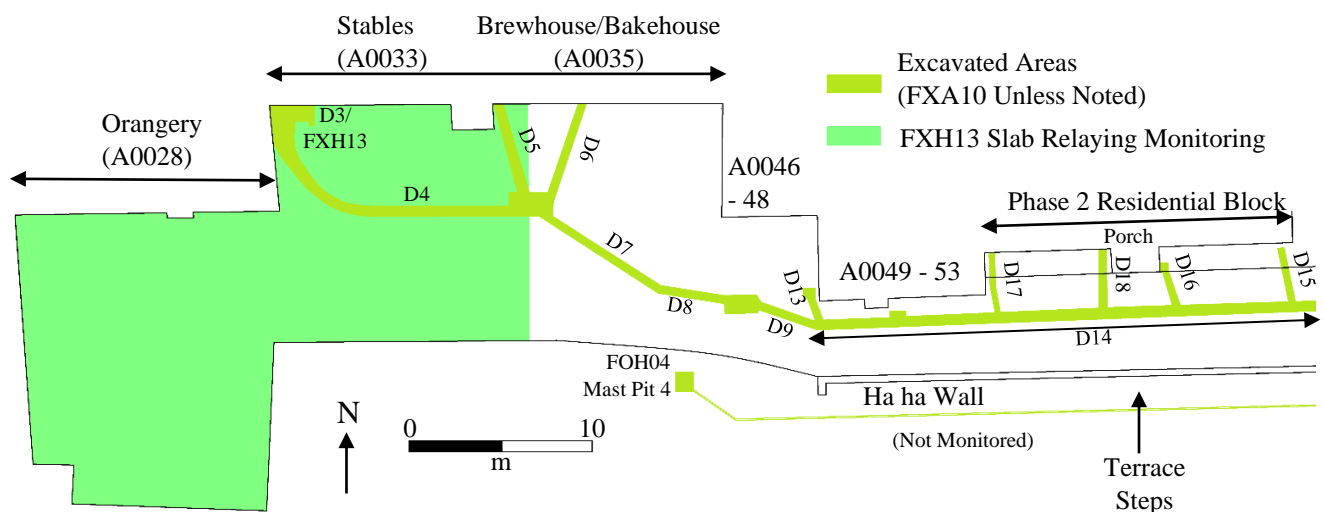 Stables
(A0033)
Brewhouse/Bakehouse
(A0035)
Excavated Areas
(FXA10 Unless Noted)
FXH13 Slab Relaying Monitoring
Orangery
(A0028)
D3/
FXH13
D4
D5
D6
A0046
- 48
Phase 2 Residential Block
Porch
D7
D8
D9
D13
A0049 - 53
D17
D18
D16
D15
D14
FOH04
Mast Pit 4
Ha ha Wall
(Not Monitored)
N
0
10
m
Terrace
Steps